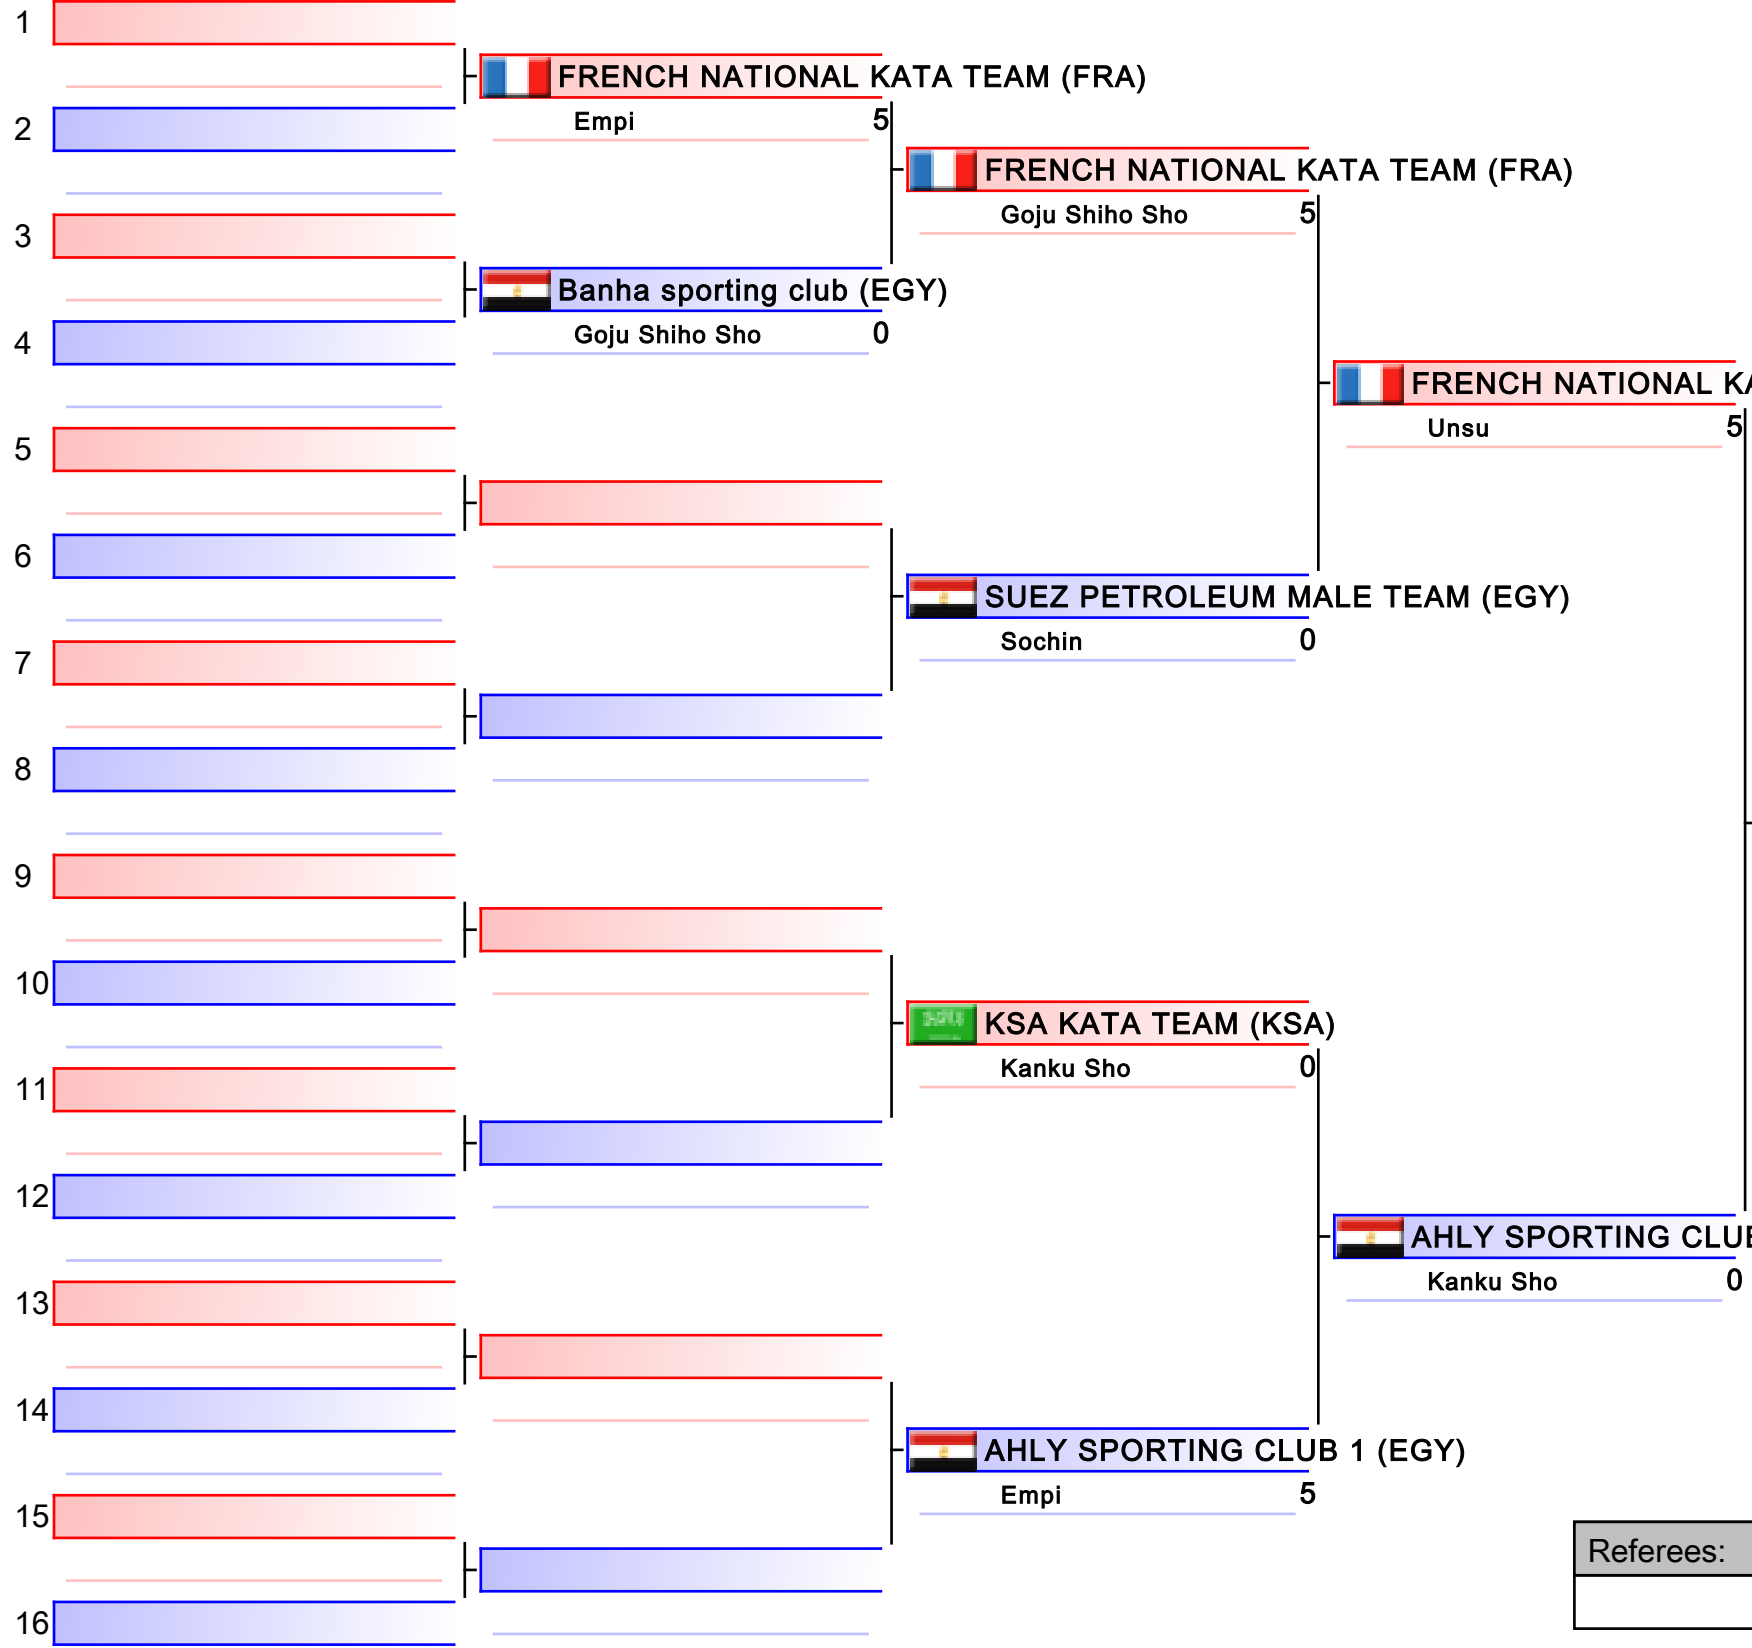 1
FRENCH NATIONAL KATA TEAM (FRA)
Empi 5
2
FRENCH NATIONAL KATA TEAM (FRA)
Goju Shiho Sho 5
3
Banha sporting club (EGY)
Goju Shiho Sho 0
4
FRENCH NATIONAL KA
Unsu 5
5
6
SUEZ PETROLEUM MALE TEAM (EGY)
Sochin 0
7
8
9
10
KSA KATA TEAM (KSA)
Kanku Sho 0
11
12
AHLY SPORTING CLUB
Kanku Sho 0
13
14
AHLY SPORTING CLUB 1 (EGY)
Empi 5
15
Referees:
16